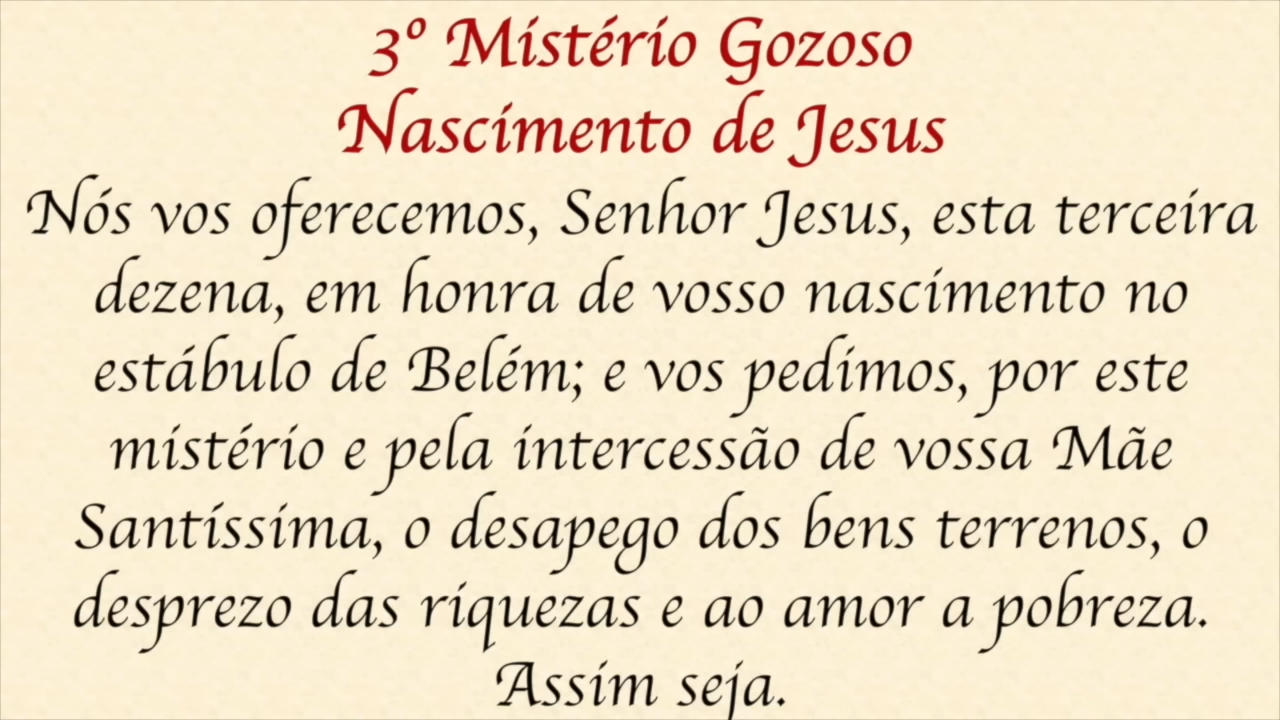 3º Mistério Gozoso
Nascimento de Jesus
Nós vos oferecemos, Senhor Jesus, esta terceira
dezena, em honra de vosso nascimento no
estábulo de Belém; e vos pedimos, por este
mistério e pela intercessão de vossa Mãe
Santíssima, o desapego dos bens terrenos, o
desprezo das riquezas e ao amor a pobreza.
Assim seja.